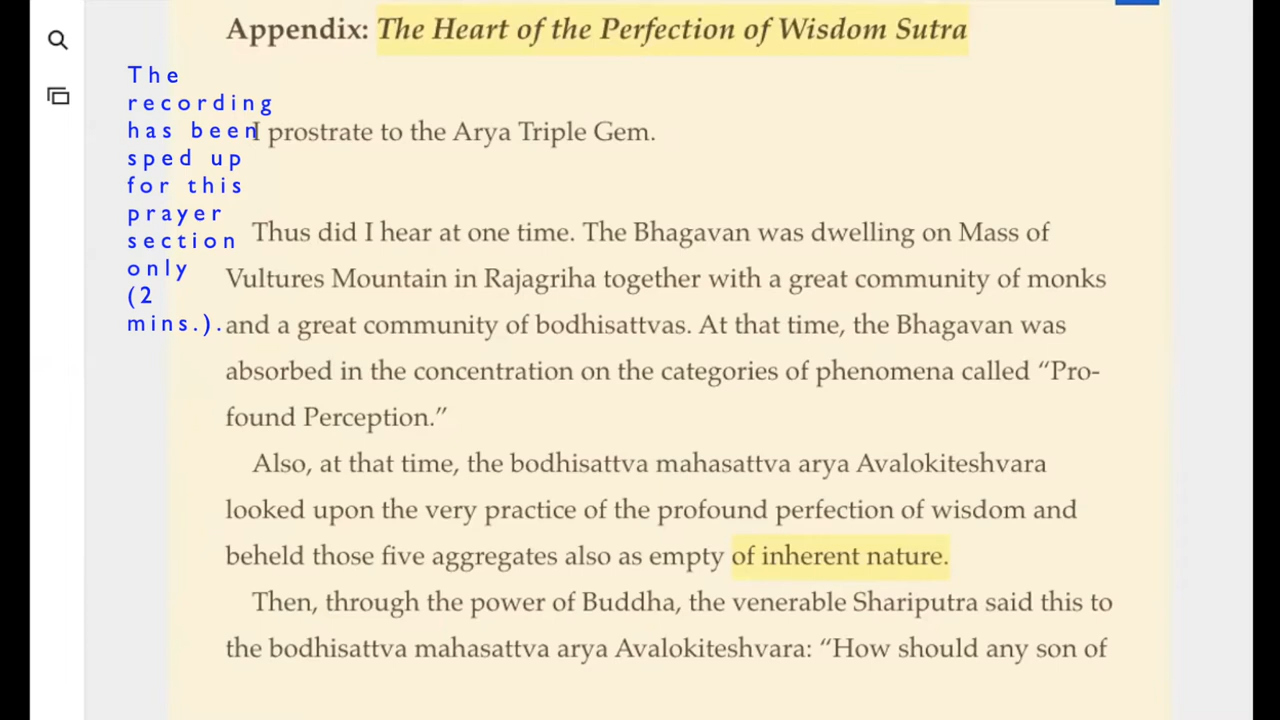 Appendix: The Heart of the Perfection of Wisdom Sutra
The
recording
has been
sped up
for this
prayer
section
only
(2
mins.).
I prostrate to the Arya Triple Gem.
Thus did I hear at one time. The Bhagavan was dwelling on Mass of
Vultures Mountain in Rajagriha together with a great community of monks
and a great community of bodhisattvas. At that time, the Bhagavan was
absorbed in the concentration on the categories of phenomena called “Pro-
found Perception.”
Also, at that time, the bodhisattva mahasattva arya Avalokiteshvara
looked upon the very practice of the profound perfection of wisdom and
beheld those five aggregates also as empty of inherent nature.
Then, through the power of Buddha, the venerable Shariputra said this to
the bodhisattva mahasattva arya Avalokiteshvara: “How should any son of